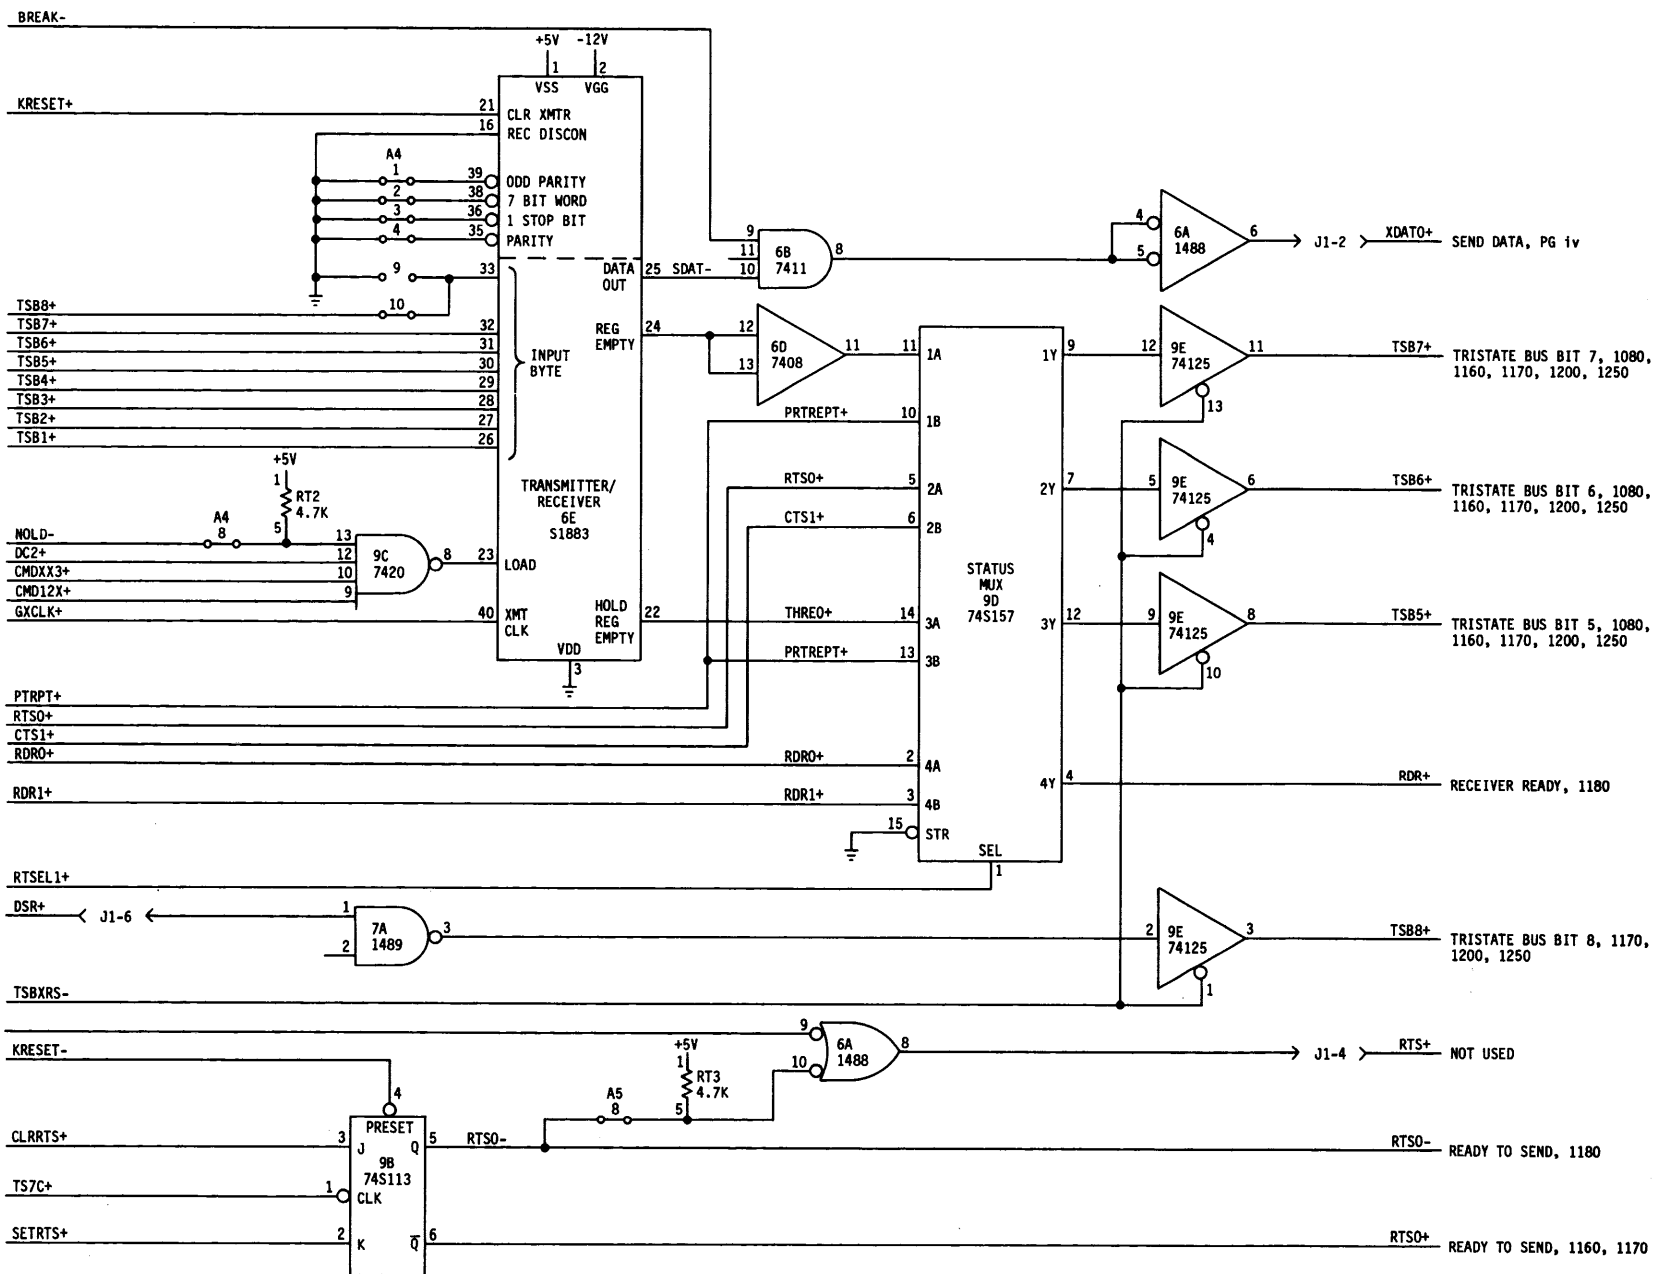 BREAK-
+5V -12V
1 2
VSS VGG
KRESET+
21 CLR XMTR
16 REC DISCON
A4
1 39 ODD PARITY
2 38 7 BIT WORD
3 36 1 STOP BIT
4 35 PARITY
9 33
10
TSB8+
TSB7+ 32
TSB6+ 31
TSB5+ 30
TSB4+ 29
TSB3+ 28
TSB2+ 27
TSB1+ 26
INPUT
BYTE
DATA
OUT
25 SDAT-
REG
EMPTY
24
9
11
10
6B
7411
8
4
5
6A
1488
6
J1-2
XDATO+
SEND DATA, PG iv
12
13
6D
7408
11
11 1A
1Y 9
12
9E
74125
11
13
TSB7+
TRISTATE BUS BIT 7, 1080,
1160, 1170, 1200, 1250
PRTREPT+ 10 1B
RTSO+ 5 2A
2Y 7
5
9E
74125
6
4
TSB6+
TRISTATE BUS BIT 6, 1080,
1160, 1170, 1200, 1250
CTS1+ 6 2B
+5V
1
RT2
4.7K
5
A4
8
NOLD- 13
DC2+ 12
CMDXX3+ 10
CMD12X+ 9
9C
7420
8
23 LOAD
GXCLK+
40 XMT
CLK
TRANSMITTER/
RECEIVER
6E
S1883
HOLD
REG
EMPTY
22
VDD
3
STATUS
MUX
9D
74S157
THREO+ 14 3A
3Y 12
9
9E
74125
8
10
TSB5+
TRISTATE BUS BIT 5, 1080,
1160, 1170, 1200, 1250
PRTREPT+ 13 3B
PTRPT+
RTSO+
CTS1+
RDRO+
RDRO+ 2 4A
4Y 4
RDR+
RECEIVER READY, 1180
RDR1+
RDR1+ 3 4B
15 STR
SEL
1
RTSEL1+
DSR+
J1-6
1
2
7A
1489
3
2
9E
74125
3
1
TSB8+
TRISTATE BUS BIT 8, 1170,
1200, 1250
TSBXRS-
9
10
6A
1488
8
J1-4
RTS+
NOT USED
KRESET-
4
PRESET
+5V
1
RT3
4.7K
5
A5
8
CLRRTS+ 3 J
Q 5
RTSO-
RTSO-
READY TO SEND, 1180
9B
74S113
TS7C+ 1 CLK
SETRTS+ 2 K
Q̅ 6
RTSO+
READY TO SEND, 1160, 1170